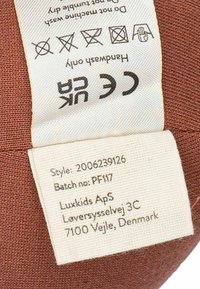 Do not tumble dry
Do not machine wash
Handwash only
UK
CA
CE
Style: 2006239126
Batch no: PF117
Luxkids ApS
Løversysselvej 3C
7100 Vejle, Denmark